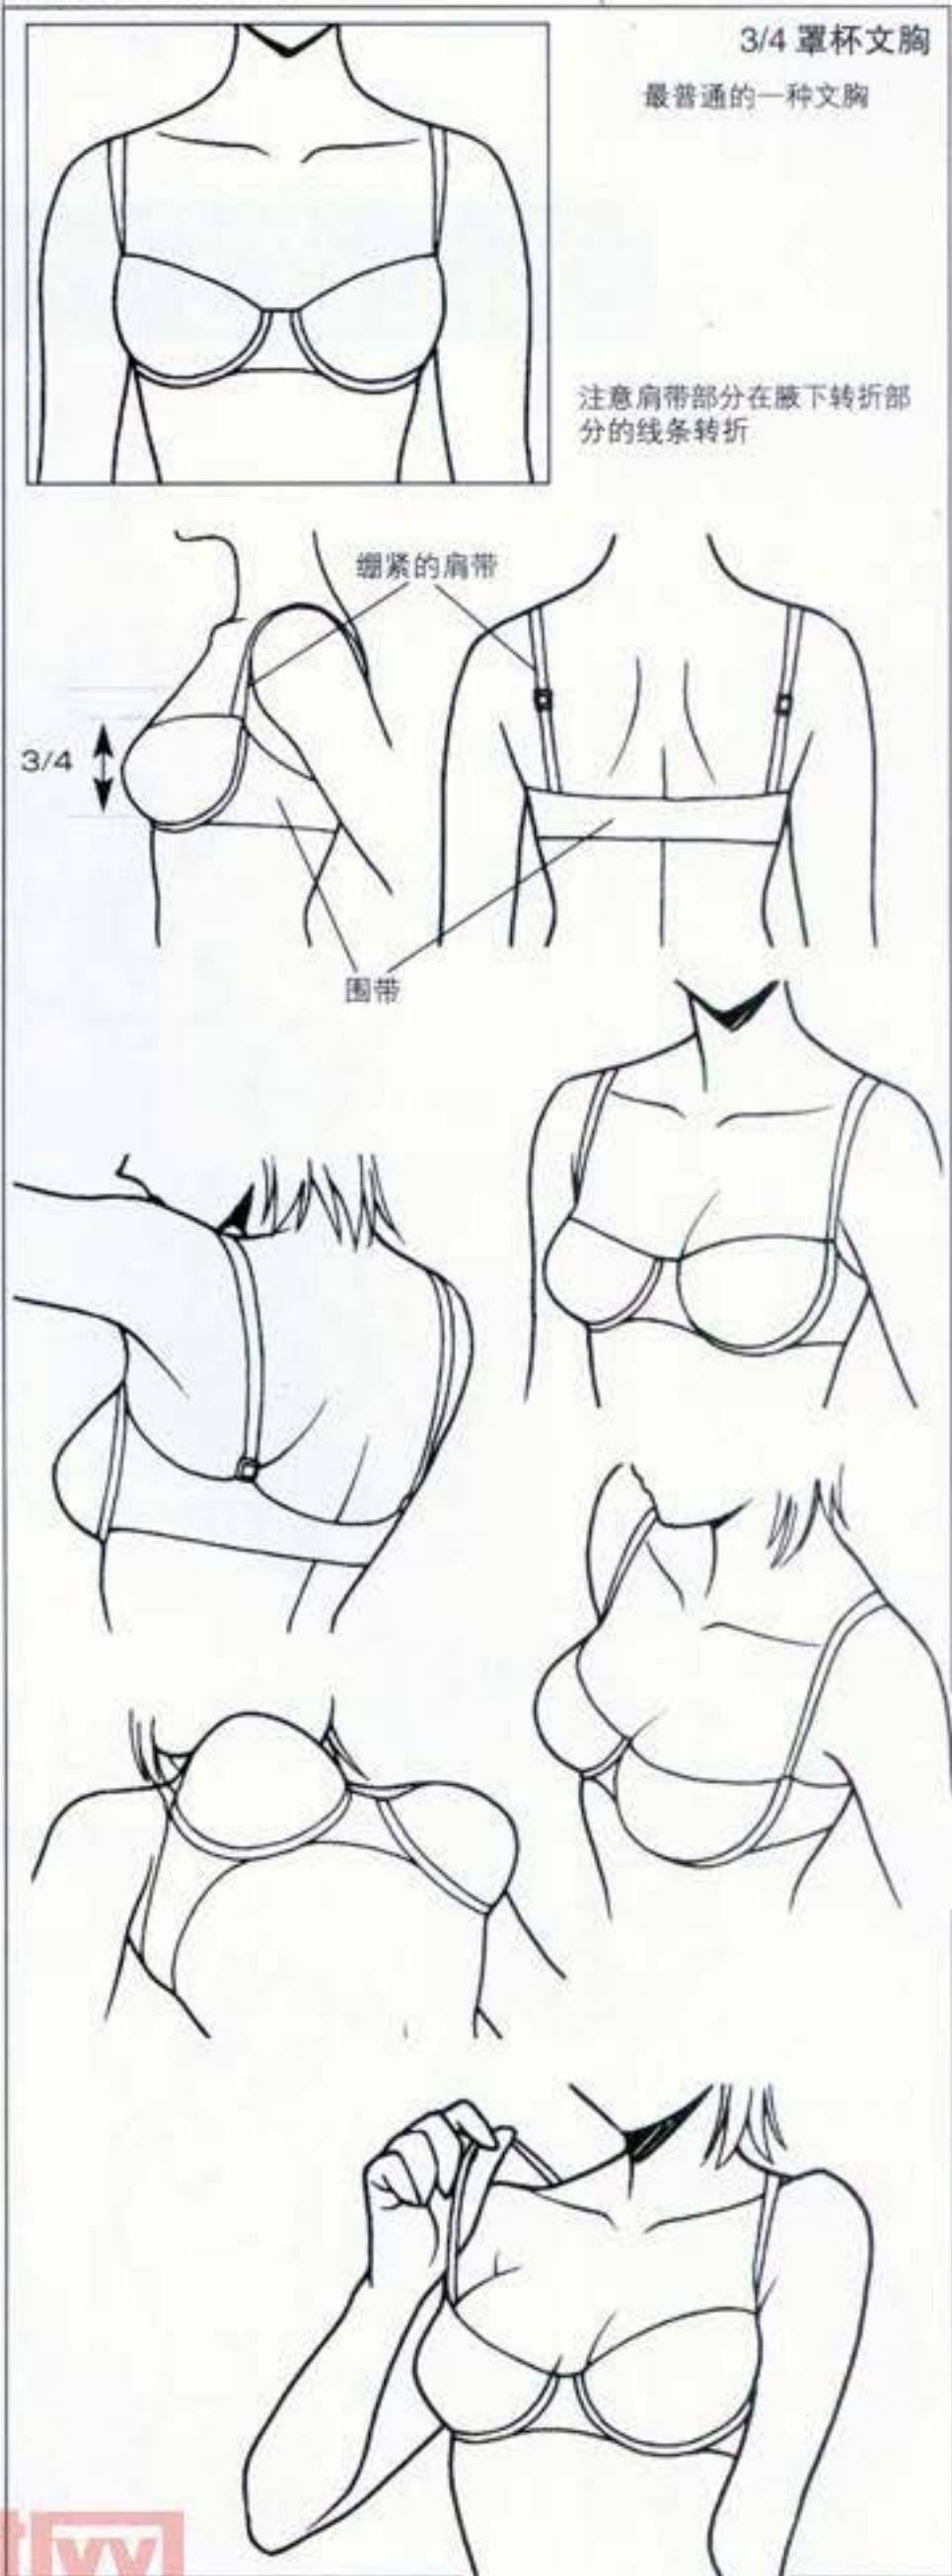 3/4 罩杯文胸
最普通的一种文胸
注意肩带部分在腋下转折部
分的线条转折
绷紧的肩带
3/4
围带